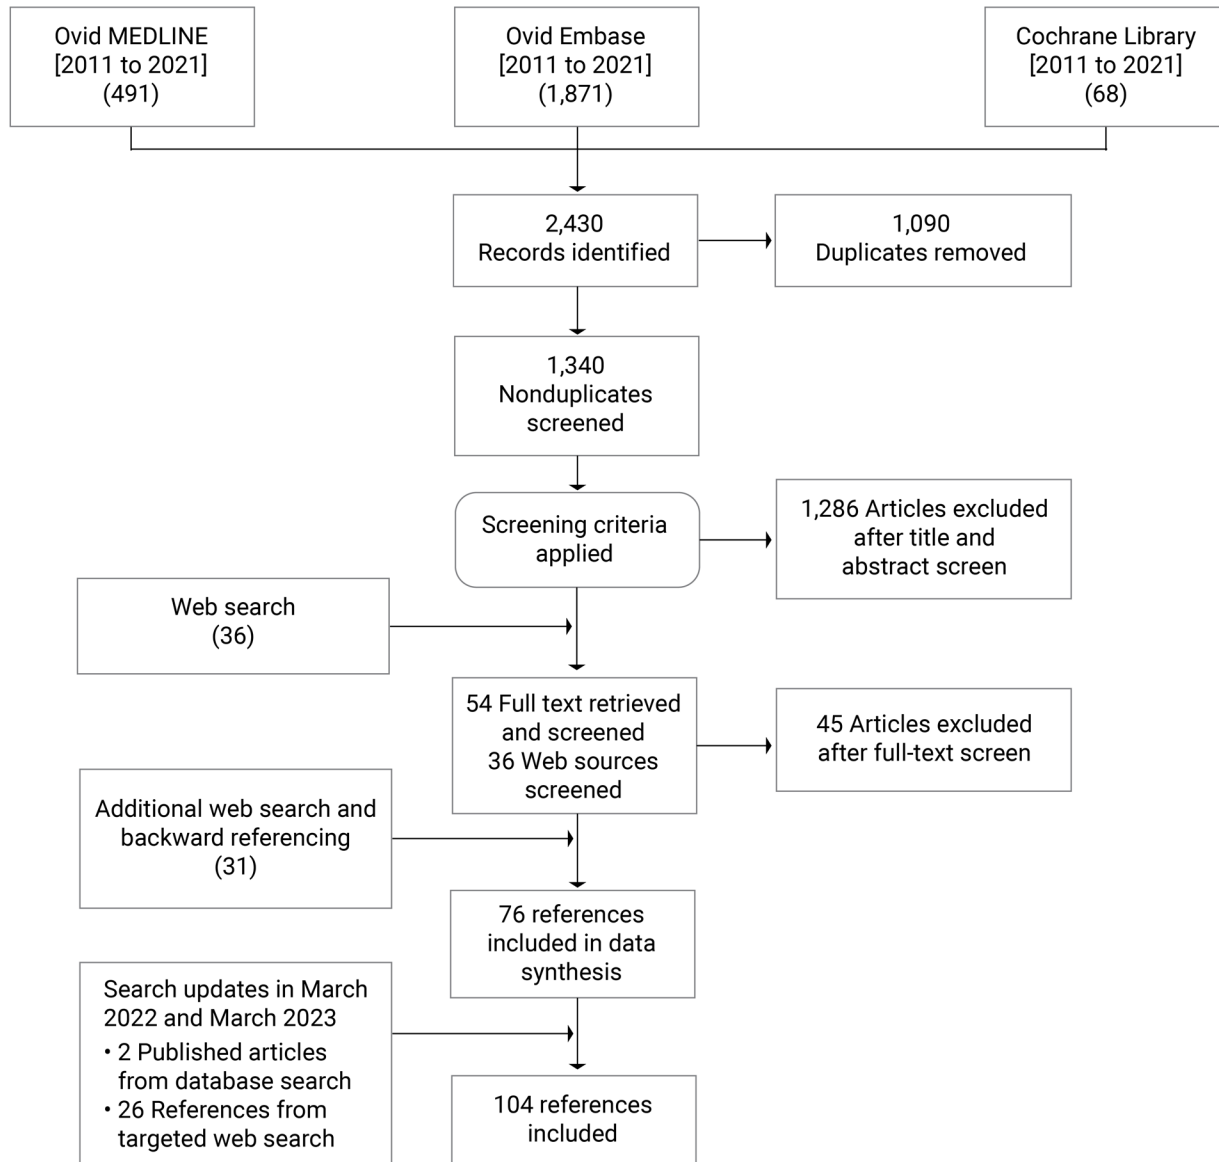 Ovid MEDLINE
[2011 to 2021]
(491)
Ovid Embase
[2011 to 2021]
(1,871)
Cochrane Library
[2011 to 2021]
(68)
2,430
Records identified
1,090
Duplicates removed
1,340
Nonduplicates
screened
Screening criteria
applied
1,286 Articles excluded
after title and
abstract screen
Web search
(36)
54 Full text retrieved
and screened
36 Web sources
screened
45 Articles excluded
after full-text screen
Additional web search and
backward referencing
(31)
76 references
included in data
synthesis
Search updates in March
2022 and March 2023
• 2 Published articles
from database search
• 26 References from
targeted web search
104 references
included